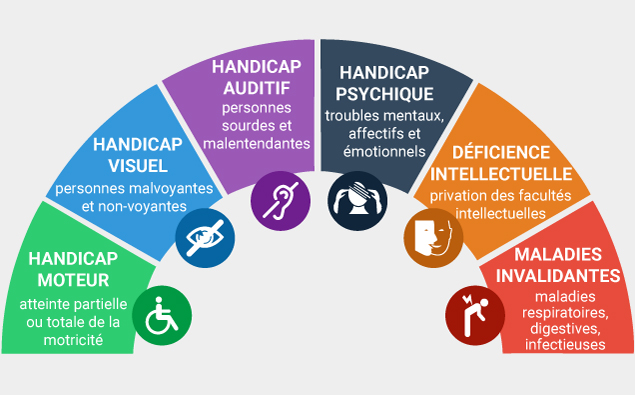 HANDICAP
MOTEUR
atteinte partielle
ou totale de la
motricité
HANDICAP
VISUEL
personnes malvoyantes
et non-voyantes
HANDICAP
AUDITIF
personnes
sourdes et
malentendantes
HANDICAP
PSYCHIQUE
troubles mentaux,
affectifs et
émotionnels
DÉFICIENCE
INTELLECTUELLE
privation des facultés
intellectuelles
MALADIES
INVALIDANTES
maladies
respiratoires,
digestives,
infectieuses